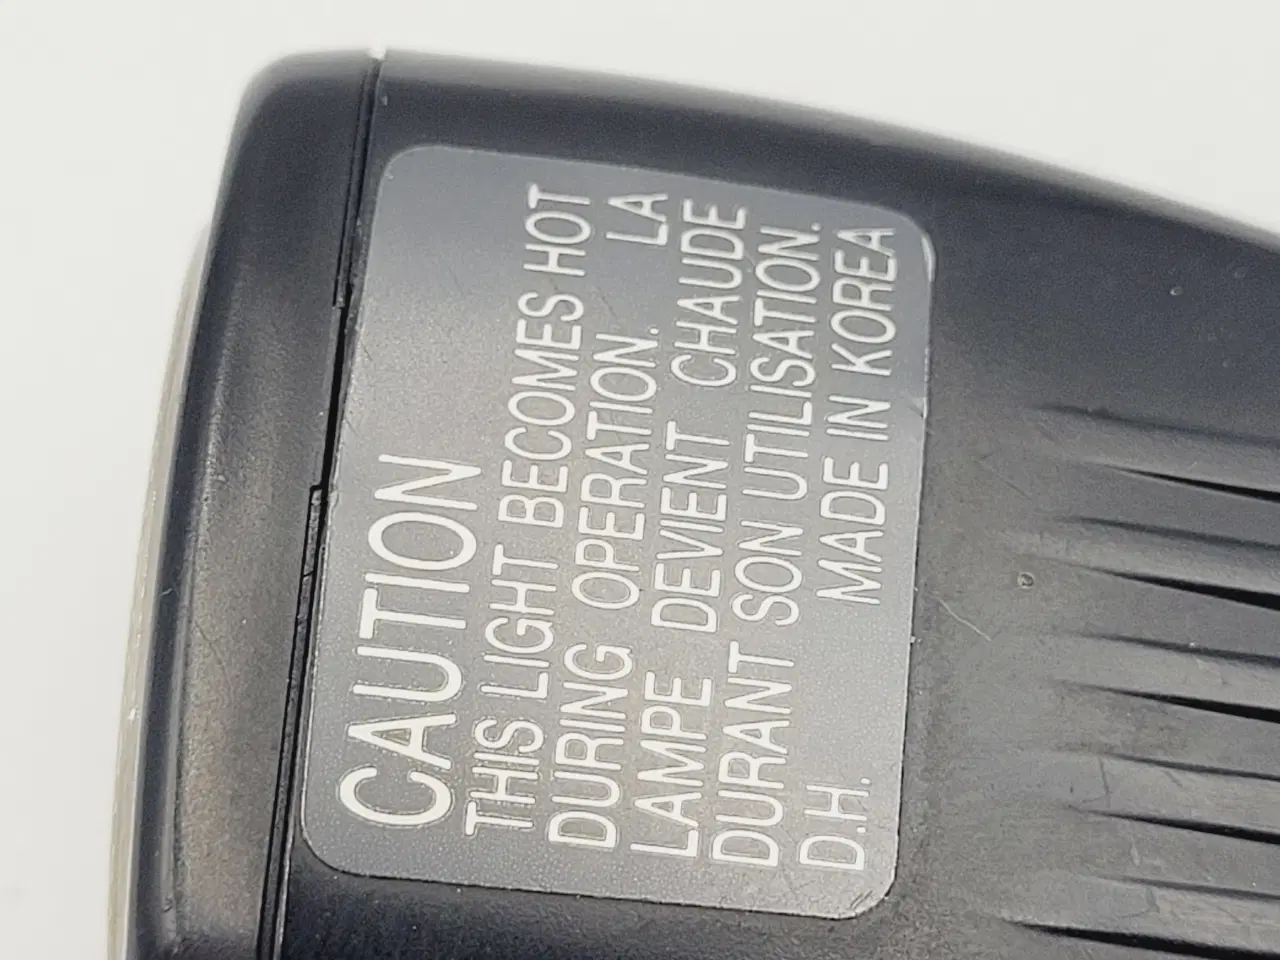 CAUTION
THIS LIGHT BECOMES HOT
DURING OPERATION. LA
LAMPE DEVIENT CHAUDE
DURANT SON UTILISATION.
D.H. MADE IN KOREA